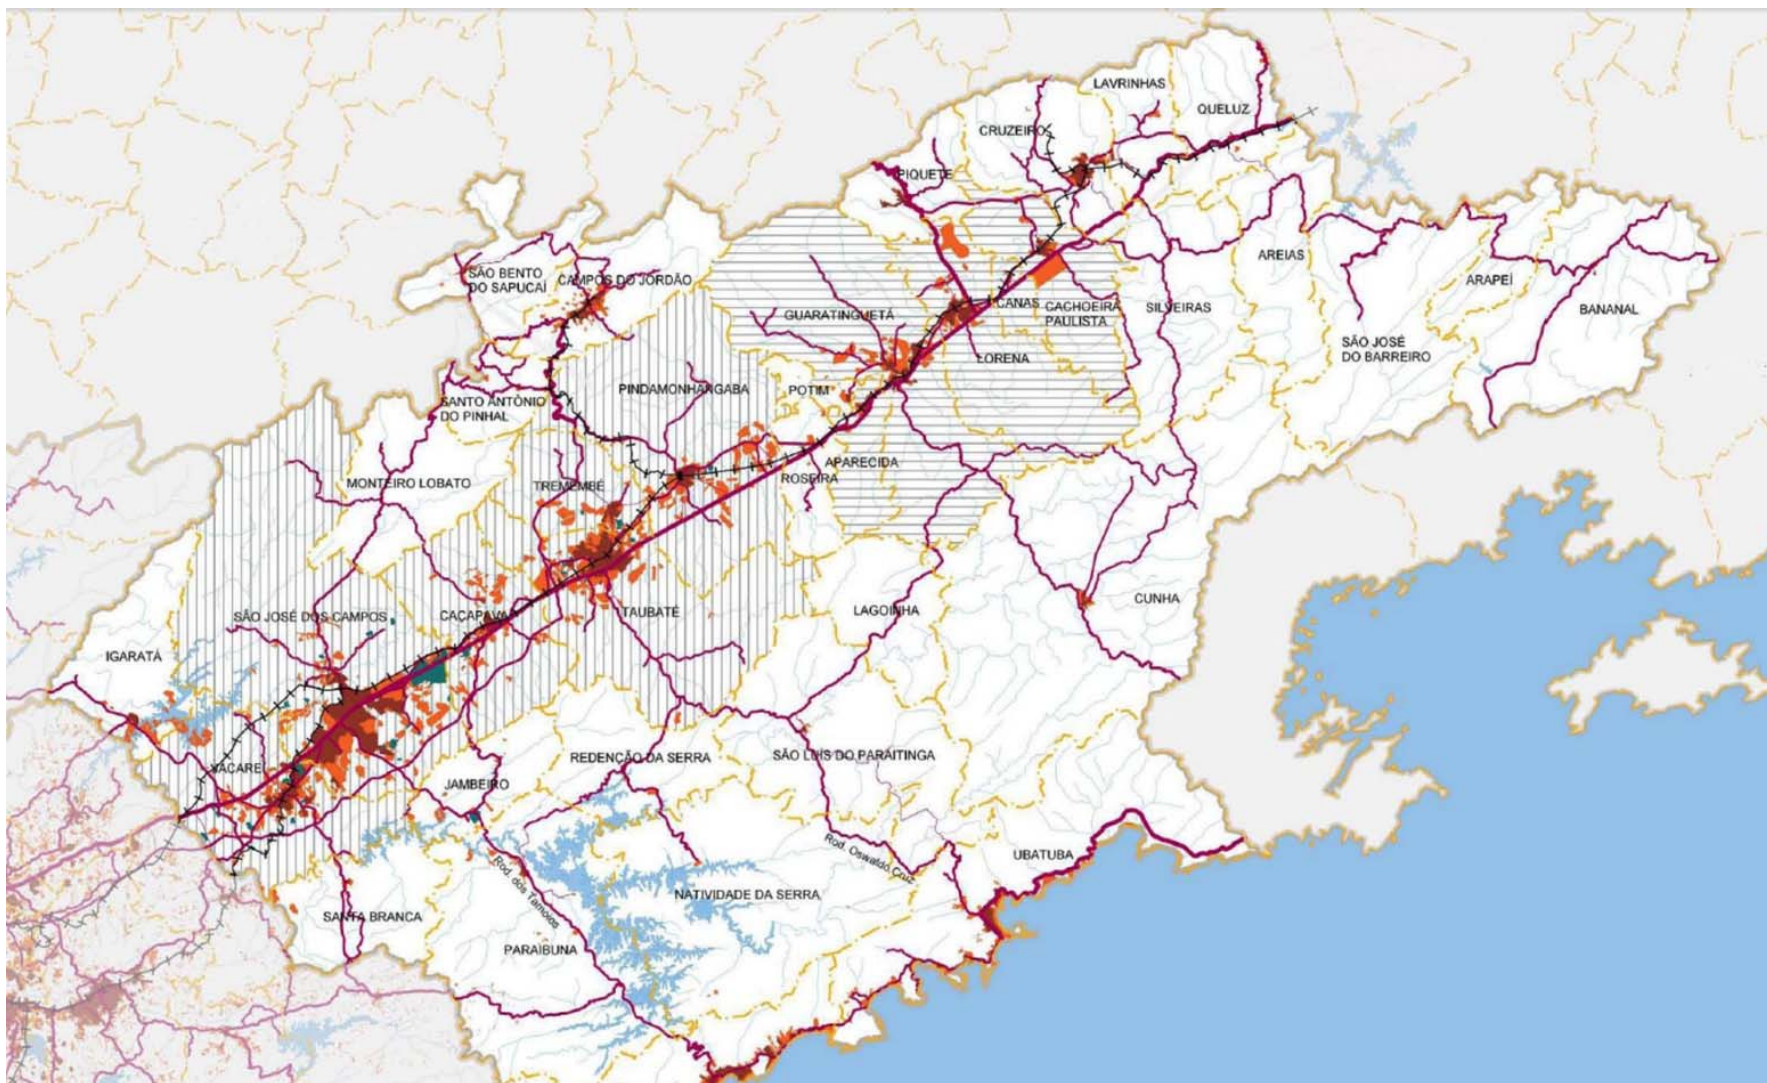 LAVRINHAS
QUELUZ
CRUZEIRO
PIQUETE
SÃO BENTO
DO SAPUCAÍ
CAMPOS DO JORDÃO
AREIAS
ARAPEÍ
CANAS
CACHOEIRA
PAULISTA
SILVEIRAS
BANANAL
GUARATINGUETÁ
SÃO JOSÉ
DO BARREIRO
LORENA
PINDAMONHANGABA
POTIM
SANTO ANTÔNIO
DO PINHAL
APARECIDA
ROSEIRA
MONTEIRO LOBATO
TREMEMBÉ
CUNHA
LAGOINHA
TAUBATÉ
CAÇAPAVA
SÃO JOSÉ DOS CAMPOS
IGARATÁ
REDENÇÃO DA SERRA
SÃO LUÍS DO PARAITINGA
JACAREÍ
JAMBEIRO
UBATUBA
Rod. Oswaldo Cruz
Rod. dos Tamoios
NATIVIDADE DA SERRA
SANTA BRANCA
PARAIBUNA